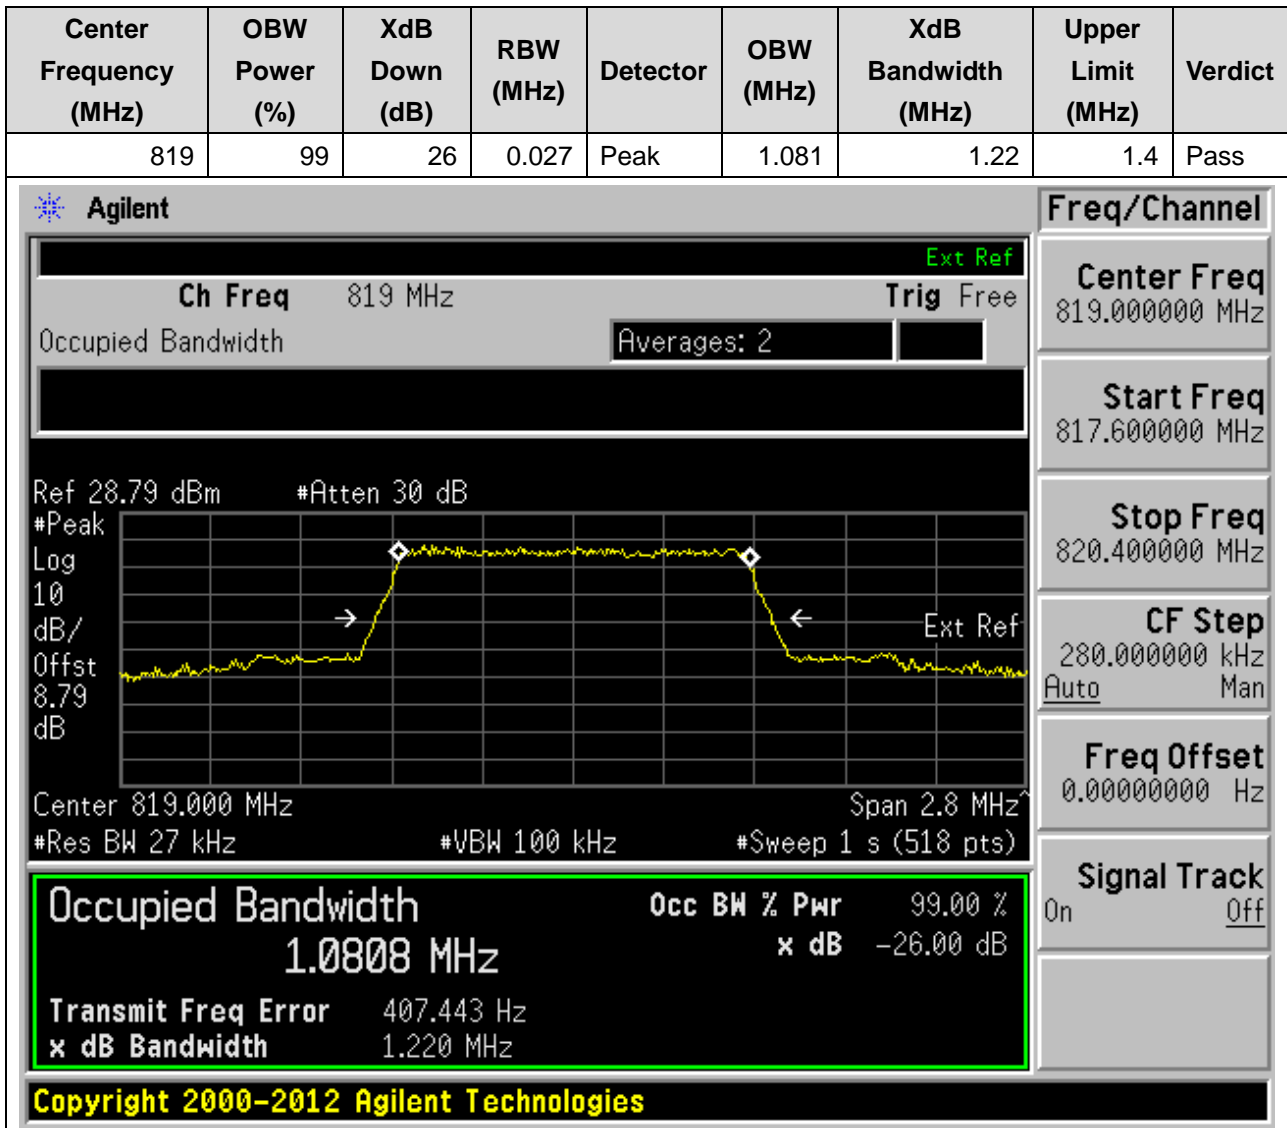 Center Frequency (MHz) OBW Power (%) XdB Down (dB) RBW (MHz) Detector OBW (MHz) XdB Bandwidth (MHz) Upper Limit (MHz) Verdict
819 99 26 0.027 Peak 1.081 1.22 1.4 Pass
Agilent
Ext Ref
Ch Freq 819 MHz Trig Free
Occupied Bandwidth Averages: 2
Ref 28.79 dBm #Atten 30 dB
#Peak
Log
10
dB/
Offst
8.79
dB
Ext Ref
Center 819.000 MHz Span 2.8 MHz^
#Res BW 27 kHz #VBW 100 kHz #Sweep 1 s (518 pts)
Occupied Bandwidth Occ BW % Pwr 99.00 %
1.0808 MHz x dB -26.00 dB
Transmit Freq Error 407.443 Hz
x dB Bandwidth 1.220 MHz
Copyright 2000-2012 Agilent Technologies
Freq/Channel
Center Freq
819.000000 MHz
Start Freq
817.600000 MHz
Stop Freq
820.400000 MHz
CF Step
280.000000 kHz
Auto Man
Freq Offset
0.00000000 Hz
Signal Track
On Off